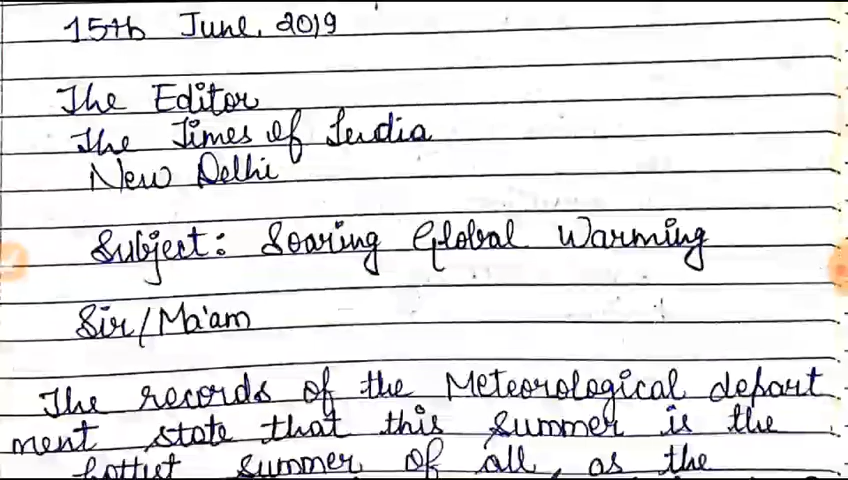 15th June, 2019
The Editor
The Times of India
New Delhi
Subject: Soaring Global Warming
Sir/Ma'am
The records of the Meteorological depart
ment state that this summer is the
hottest summer of all, as the